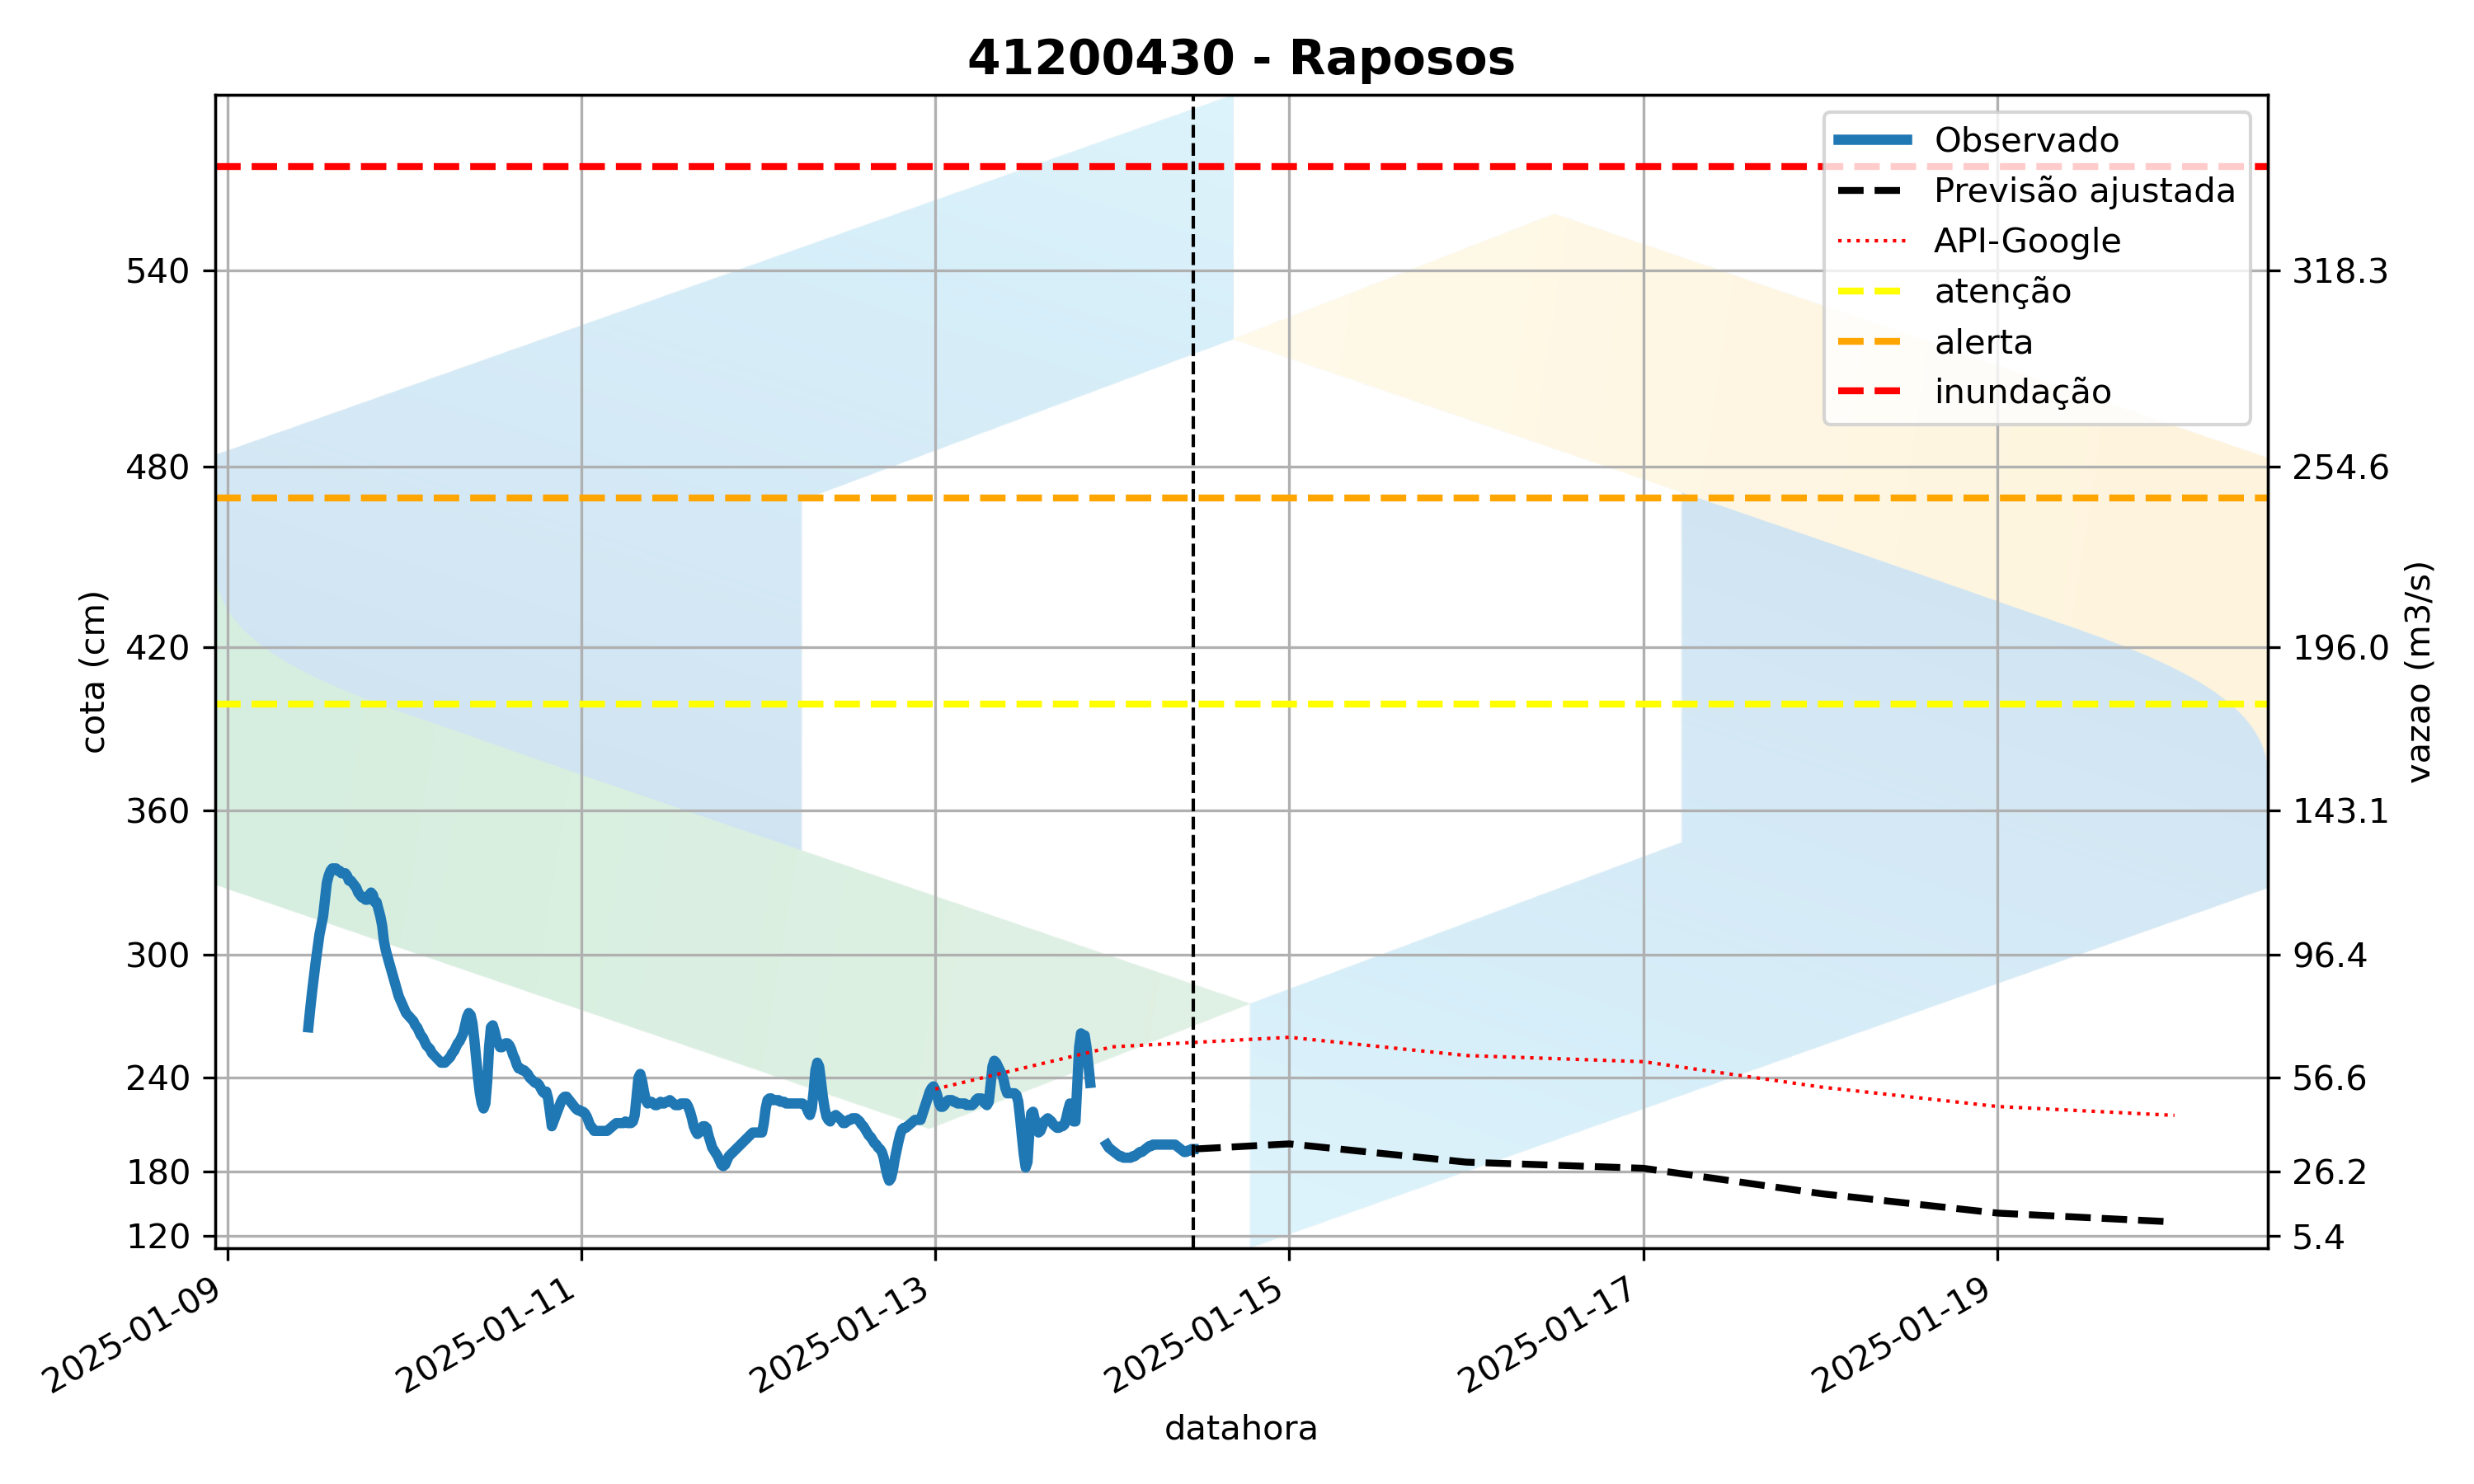 41200430 - Raposos
Observado
Previsão ajustada
API-Google
atenção
alerta
inundação
540
480
420
360
300
240
180
120
cota (cm)
318.3
254.6
196.0
143.1
96.4
56.6
26.2
5.4
vazao (m3/s)
2025-01-09
2025-01-11
2025-01-13
2025-01-15
2025-01-17
2025-01-19
datahora